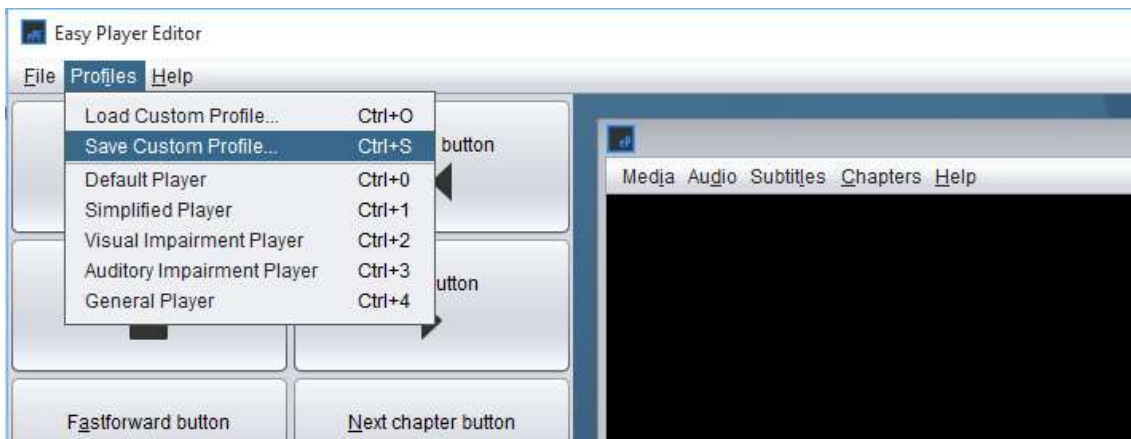 Easy Player Editor
File Profiles Help
Load Custom Profile... Ctrl+O
Save Custom Profile... Ctrl+S
button
Default Player Ctrl+0
Simplified Player Ctrl+1
Visual Impairment Player Ctrl+2
Auditory Impairment Player Ctrl+3
General Player Ctrl+4
Fastforward button
Next chapter button
Media Audio Subtitles Chapters Help